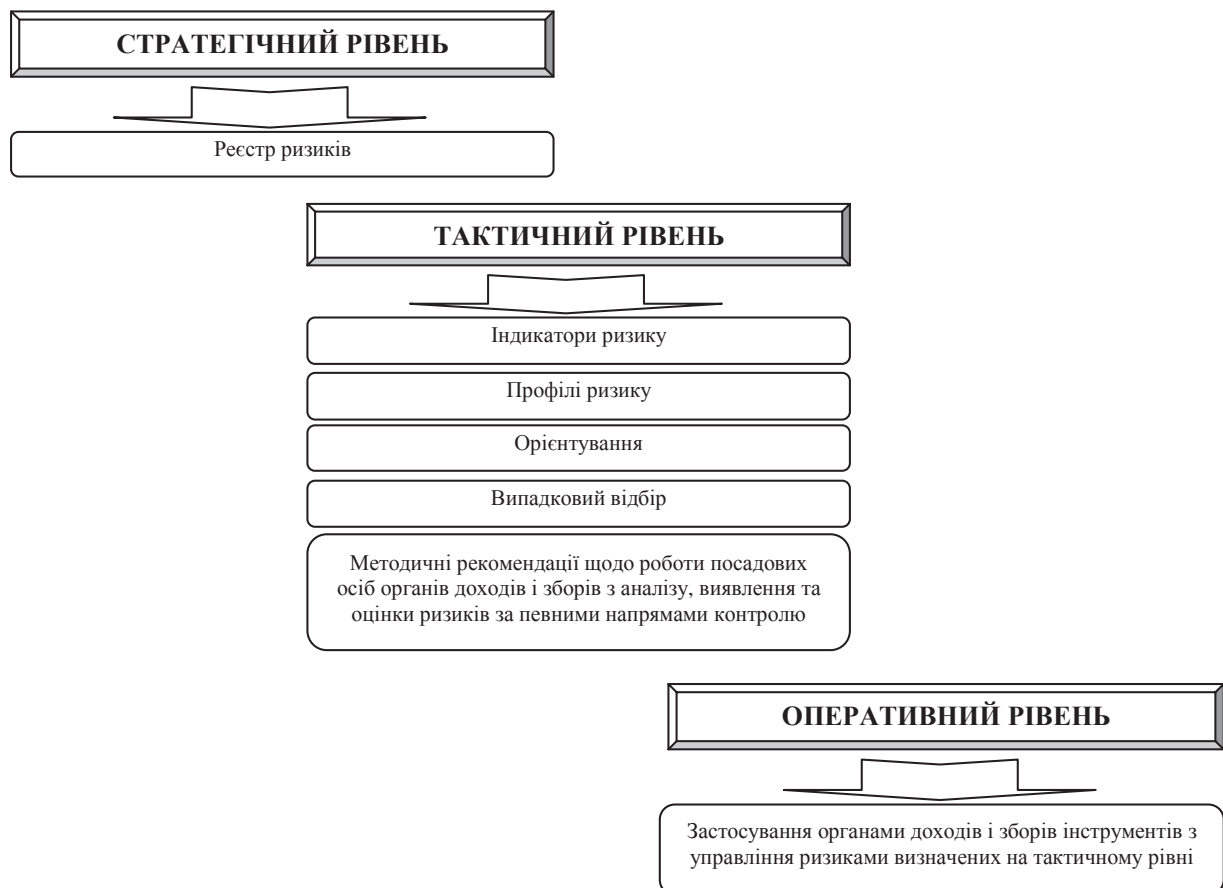 СТРАТЕГІЧНИЙ РІВЕНЬ
Реєстр ризиків
ТАКТИЧНИЙ РІВЕНЬ
Індикатори ризику
Профілі ризику
Орієнтування
Випадковий відбір
Методичні рекомендації щодо роботи посадових
осіб органів доходів і зборів з аналізу, виявлення та
оцінки ризиків за певними напрямами контролю
ОПЕРАТИВНИЙ РІВЕНЬ
Застосування органами доходів і зборів інструментів з
управління ризиками визначених на тактичному рівні